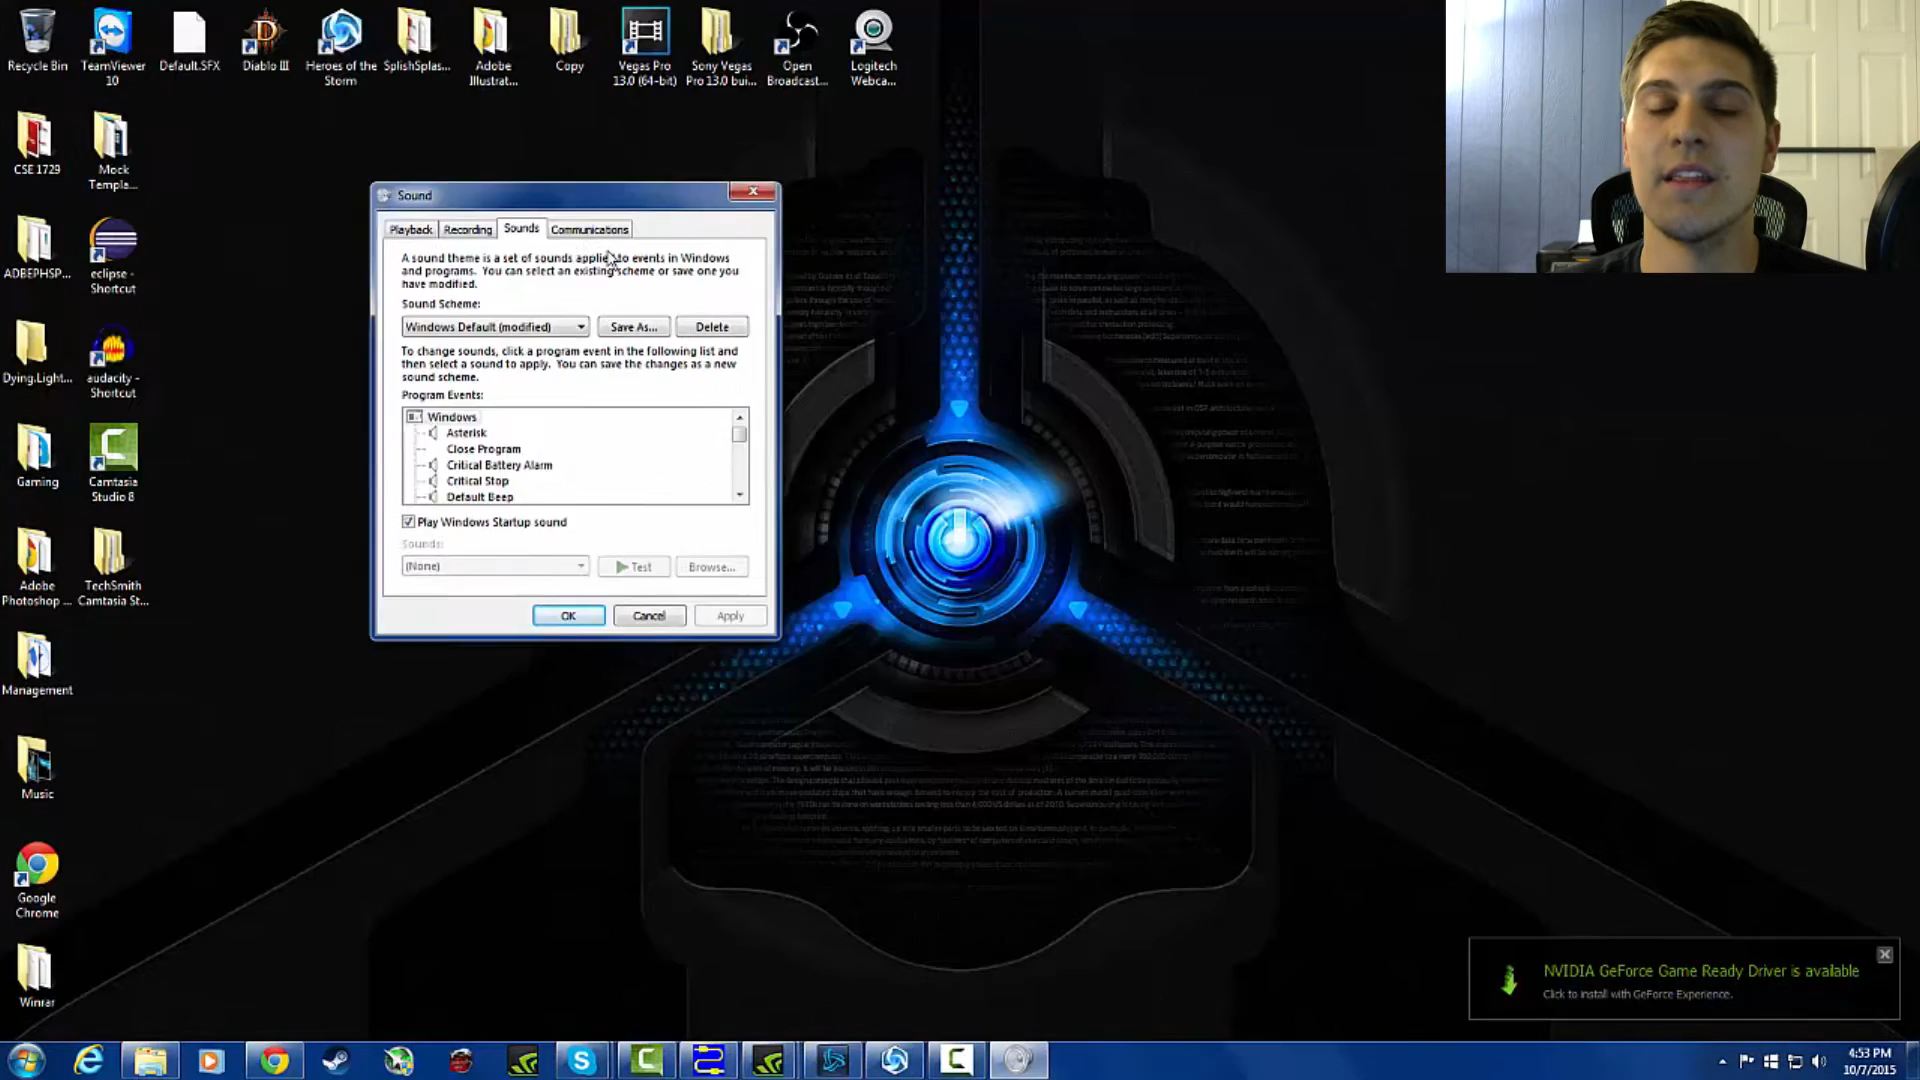 Recycle Bin
TeamViewer
10
Default.SFX
Diablo III
Heroes of the
Storm
SplishSplas...
Adobe
Illustrat...
Copy
Vegas Pro
13.0 (64-bit)
Sony Vegas
Pro 13.0 bui...
Open
Broadcast...
Logitech
Webca...
CSE 1729
Mock
Templa...
ADBEPHSP...
eclipse -
Shortcut
Dying.Light...
audacity -
Shortcut
Gaming
Camtasia
Studio 8
Adobe
Photoshop ...
TechSmith
Camtasia St...
Management
Music
Google
Chrome
Winrar
Sound
Playback
Recording
Sounds
Communications
A sound theme is a set of sounds applied to events in Windows
and programs. You can select an existing scheme or save one you
have modified.
Sound Scheme:
Windows Default (modified)
Save As...
Delete
To change sounds, click a program event in the following list and
then select a sound to apply. You can save the changes as a new
sound scheme.
Program Events:
Windows
Asterisk
Close Program
Critical Battery Alarm
Critical Stop
Default Beep
Play Windows Startup sound
Sounds:
(None)
Test
Browse...
OK
Cancel
Apply
NVIDIA GeForce Game Ready Driver is available
Click to install with GeForce Experience.
4:53 PM
10/7/2015